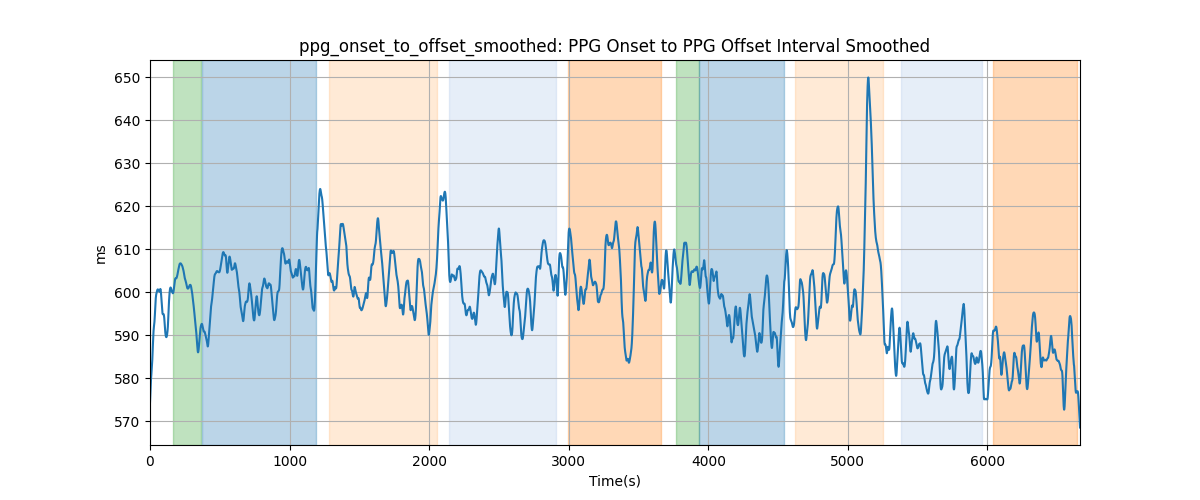 ppg_onset_to_offset_smoothed: PPG Onset to PPG Offset Interval Smoothed
650
640
630
620
610
600
590
580
570
ms
0 1000 2000 3000 4000 5000 6000
Time(s)